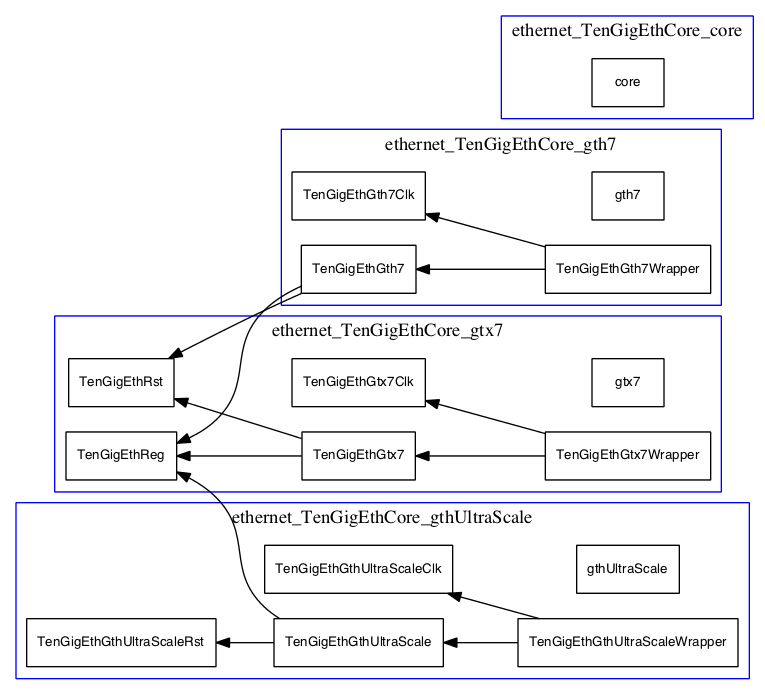 ethernet_TenGigEthCore_core
core
ethernet_TenGigEthCore_gth7
TenGigEthGth7Clk
gth7
TenGigEthGth7
TenGigEthGth7Wrapper
ethernet_TenGigEthCore_gtx7
TenGigEthRst
TenGigEthGtx7Clk
gtx7
TenGigEthReg
TenGigEthGtx7
TenGigEthGtx7Wrapper
ethernet_TenGigEthCore_gthUltraScale
TenGigEthGthUltraScaleClk
gthUltraScale
TenGigEthGthUltraScaleRst
TenGigEthGthUltraScale
TenGigEthGthUltraScaleWrapper